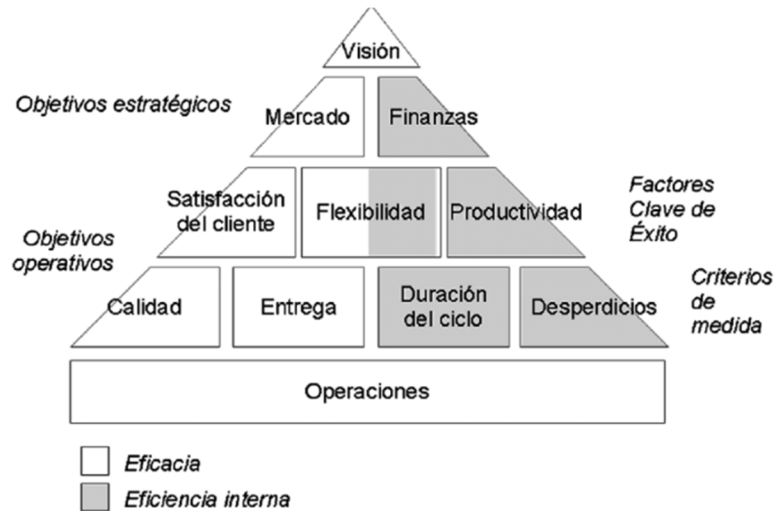 Visión
Objetivos estratégicos
Mercado
Finanzas
Satisfacción
del cliente
Flexibilidad
Productividad
Factores
Clave de
Éxito
Objetivos
operativos
Calidad
Entrega
Duración
del ciclo
Desperdicios
Criterios
de
medida
Operaciones
Eficacia
Eficiencia interna